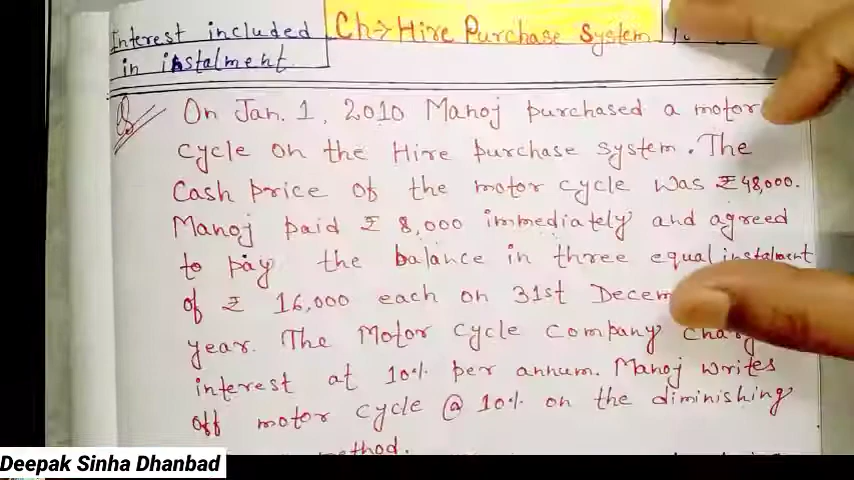 Interest included
in instalment
Ch→Hire Purchase System
On Jan. 1, 2010 Manoj purchased a motor
cycle on the Hire purchase system. The
Cash price of the motor cycle was ₹48,000.
Manoj paid ₹ 8,000 immediately and agreed
to pay the balance in three equal instalment
of ₹ 16,000 each on 31st
year. The Motor cycle company
interest at 10% per annum. Manoj writes
off motor cycle @ 10% on the diminishing
Deepak Sinha Dhanbad